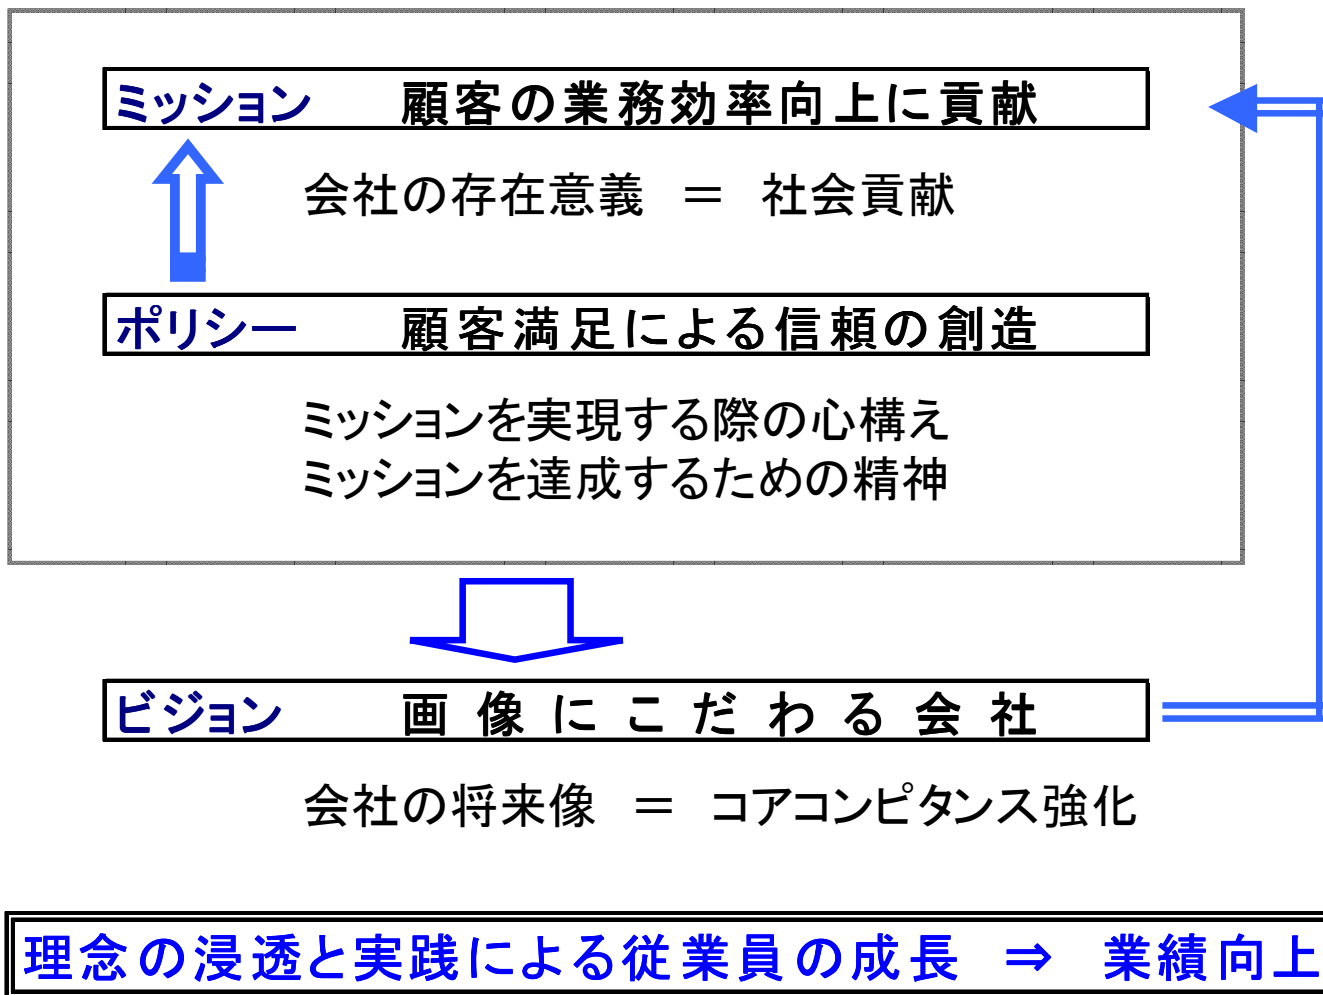 ミッション　顧客の業務効率向上に貢献
会社の存在意義　＝　社会貢献
ポリシー　顧客満足による信頼の創造
ミッションを実現する際の心構え
ミッションを達成するための精神
ビジョン　画像にこだわる会社
会社の将来像　＝　コアコンピタンス強化
理念の浸透と実践による従業員の成長　⇒　業績向上